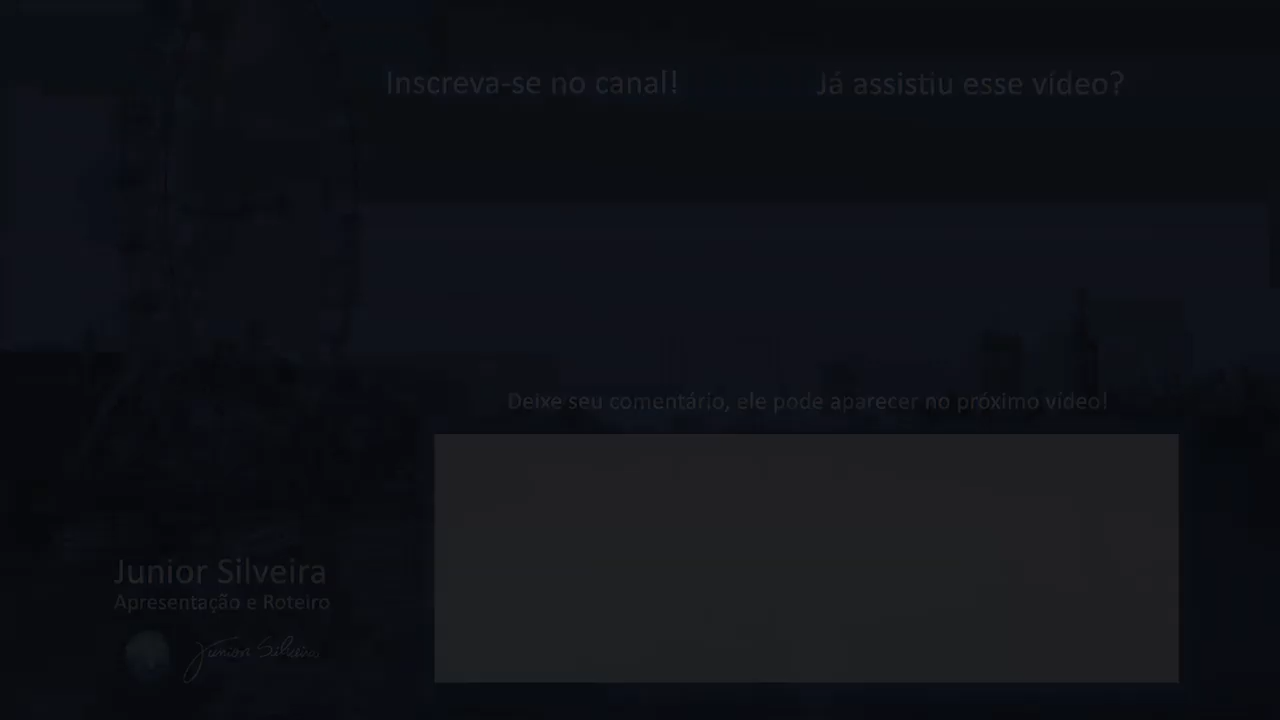 Inscreva-se no canal!
Já assistiu esse vídeo?
Deixe seu comentário, ele pode aparecer no próximo vídeo!
Junior Silveira
Apresentação e Roteiro
Junior Silveira